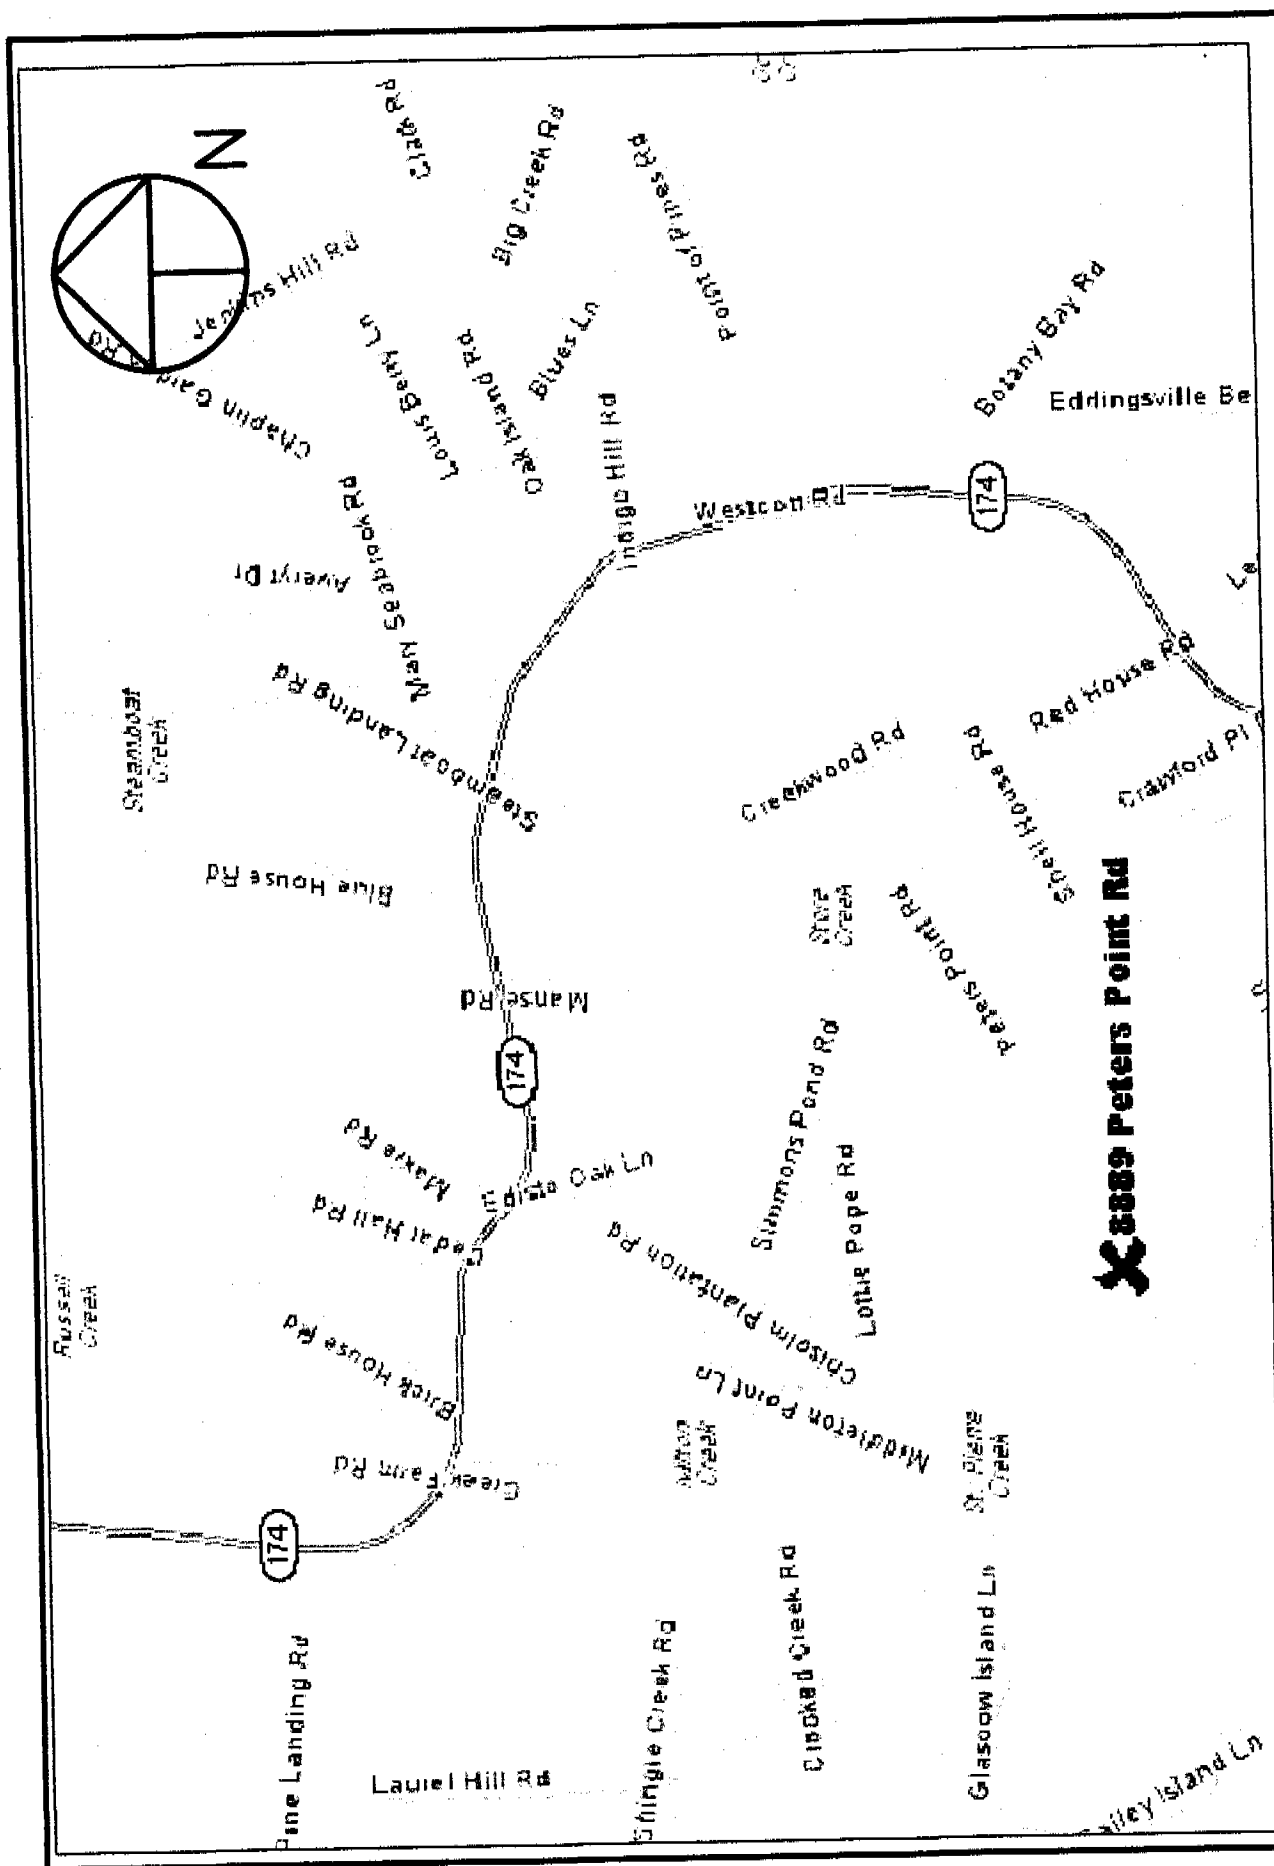 N
Clark Rd
Big Creek Rd
Point of Pines Rd
Jenkins Hill Rd
Rd
Chaplin
Louis Berry Ln
Oak Island Rd
Blues Ln
Indigo Hill Rd
Botany Bay Rd
Eddingsville Be
Mary Seabrook Rd
Westcott Rd
174
Steamboat Landing Rd
Steamboat
Creek
Creekwood Rd
Shell House Rd
Red House Rd
Crawford Pl
Blue House Rd
Store
Creek
Peters Point Rd
Manse Rd
174
Simmons Pond Rd
Lottie Pope Rd
8889 Peters Point Rd
Maxie Rd
Cedar Hall Rd
Oak Ln
Chisolm Plantation Rd
Russell
Creek
Brick House Rd
Middleton Point Ln
Creek Farm Rd
Creek
St. Pierre
Creek
174
Pine Landing Rd
Laurel Hill Rd
Shingle Creek Rd
Crooked Creek Rd
Glasgow Island Ln
ailey Island Ln